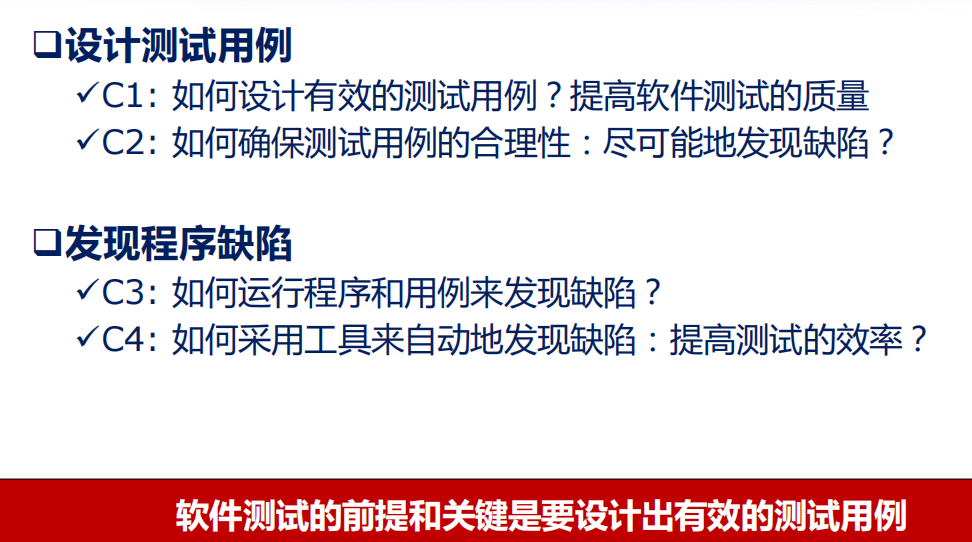 ❑设计测试用例
✓C1: 如何设计有效的测试用例？提高软件测试的质量
✓C2: 如何确保测试用例的合理性：尽可能地发现缺陷？
❑发现程序缺陷
✓C3: 如何运行程序和用例来发现缺陷？
✓C4: 如何采用工具来自动地发现缺陷：提高测试的效率？
软件测试的前提和关键是要设计出有效的测试用例